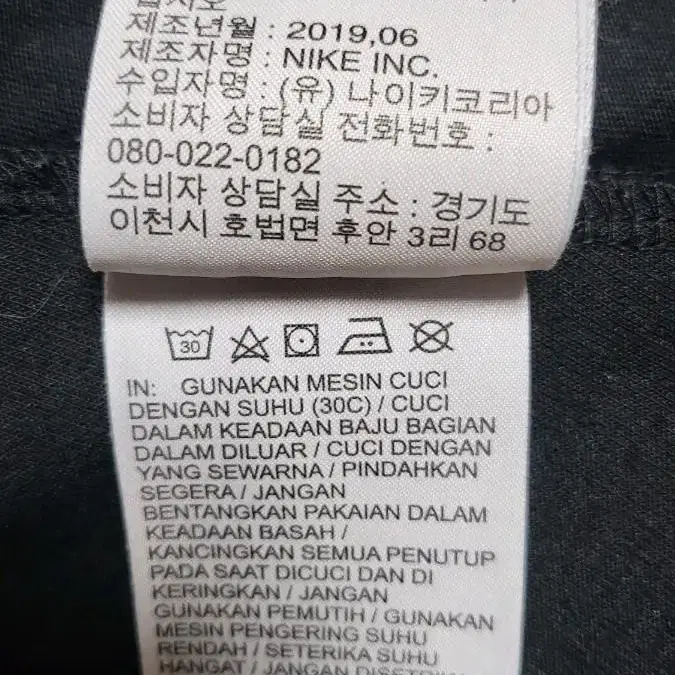 제조년월 : 2019,06
제조자명 : NIKE INC.
수입자명 : (유) 나이키코리아
소비자 상담실 전화번호 :
080-022-0182
소비자 상담실 주소 : 경기도
이천시 호법면 후안 3리 68
30
IN: GUNAKAN MESIN CUCI
DENGAN SUHU (30C) / CUCI
DALAM KEADAAN BAJU BAGIAN
DALAM DILUAR / CUCI DENGAN
YANG SEWARNA / PINDAHKAN
SEGERA / JANGAN
BENTANGKAN PAKAIAN DALAM
KEADAAN BASAH /
KANCINGKAN SEMUA PENUTUP
PADA SAAT DICUCI DAN DI
KERINGKAN / JANGAN
GUNAKAN PEMUTIH / GUNAKAN
MESIN PENGERING SUHU
RENDAH / SETERIKA SUHU
HANGAT / JANGAN